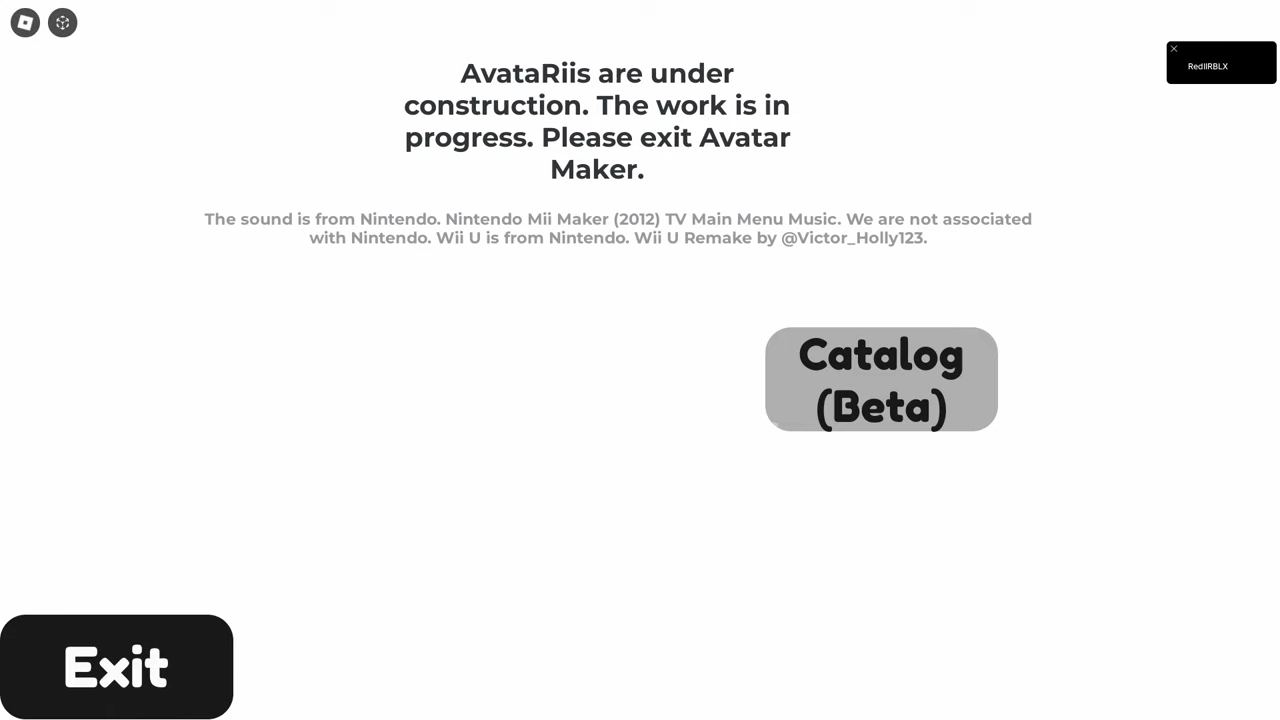 AvataRiis are under
construction. The work is in
progress. Please exit Avatar
Maker.
RedIIRBLX
The sound is from Nintendo. Nintendo Mii Maker (2012) TV Main Menu Music. We are not associated
with Nintendo. Wii U is from Nintendo. Wii U Remake by @Victor_Holly123.
Catalog
(Beta)
Exit